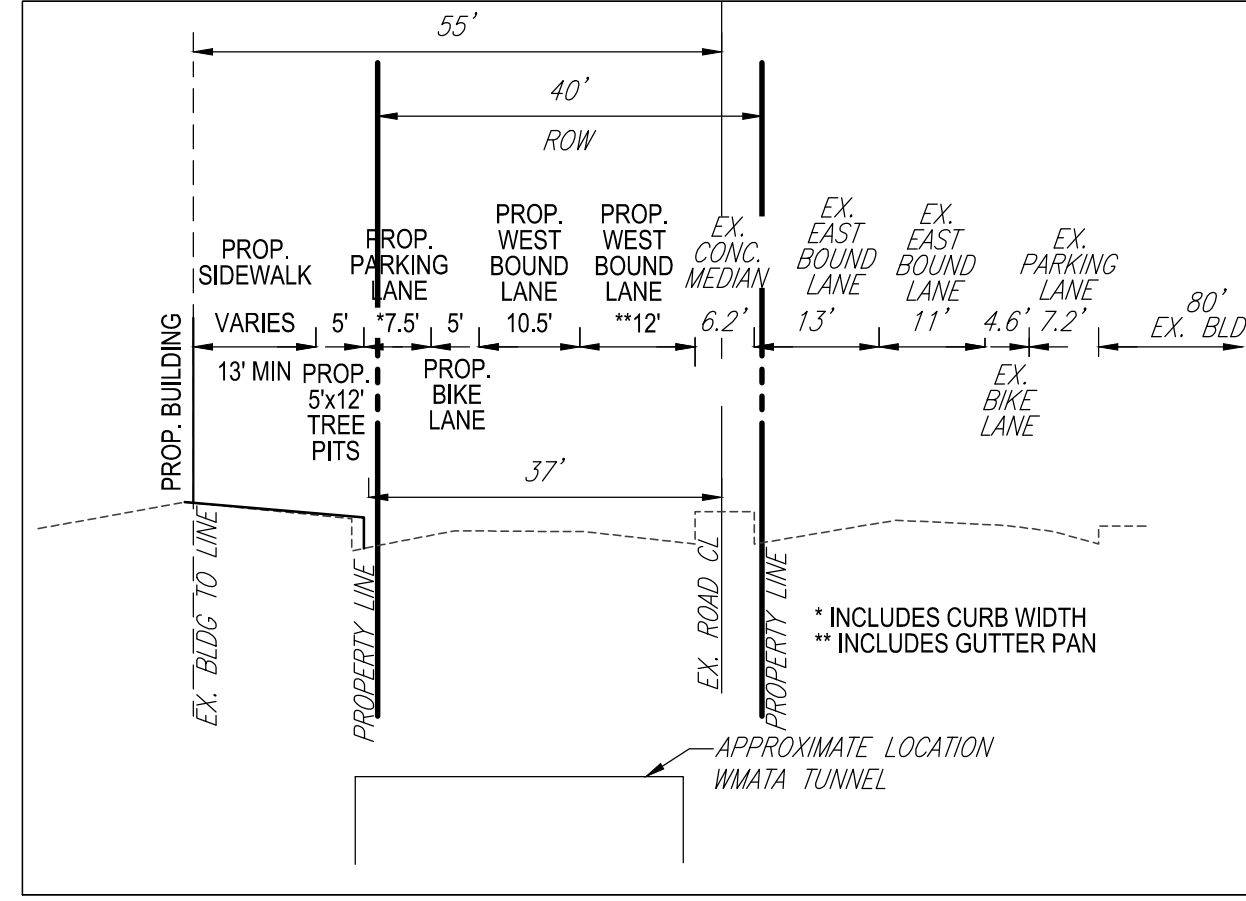 55'
40'
ROW
PROP.
SIDEWALK
PROP.
PARKING
LANE
PROP.
WEST
BOUND
LANE
PROP.
WEST
BOUND
LANE
EX.
CONC.
MEDIAN
EX.
EAST
BOUND
LANE
EX.
EAST
BOUND
LANE
EX.
PARKING
LANE
VARIES
5'
*7.5'
5'
10.5'
**12'
6.2'
13'
11'
4.6'
7.2'
80'
EX. BLD
13' MIN
PROP.
5'x12'
TREE
PITS
PROP.
BIKE
LANE
EX.
BIKE
LANE
PROP. BUILDING
37'
EX. BLDG TO LINE
PROPERTY LINE
EX. ROAD CL
PROPERTY LINE
* INCLUDES CURB WIDTH
** INCLUDES GUTTER PAN
APPROXIMATE LOCATION
WMATA TUNNEL